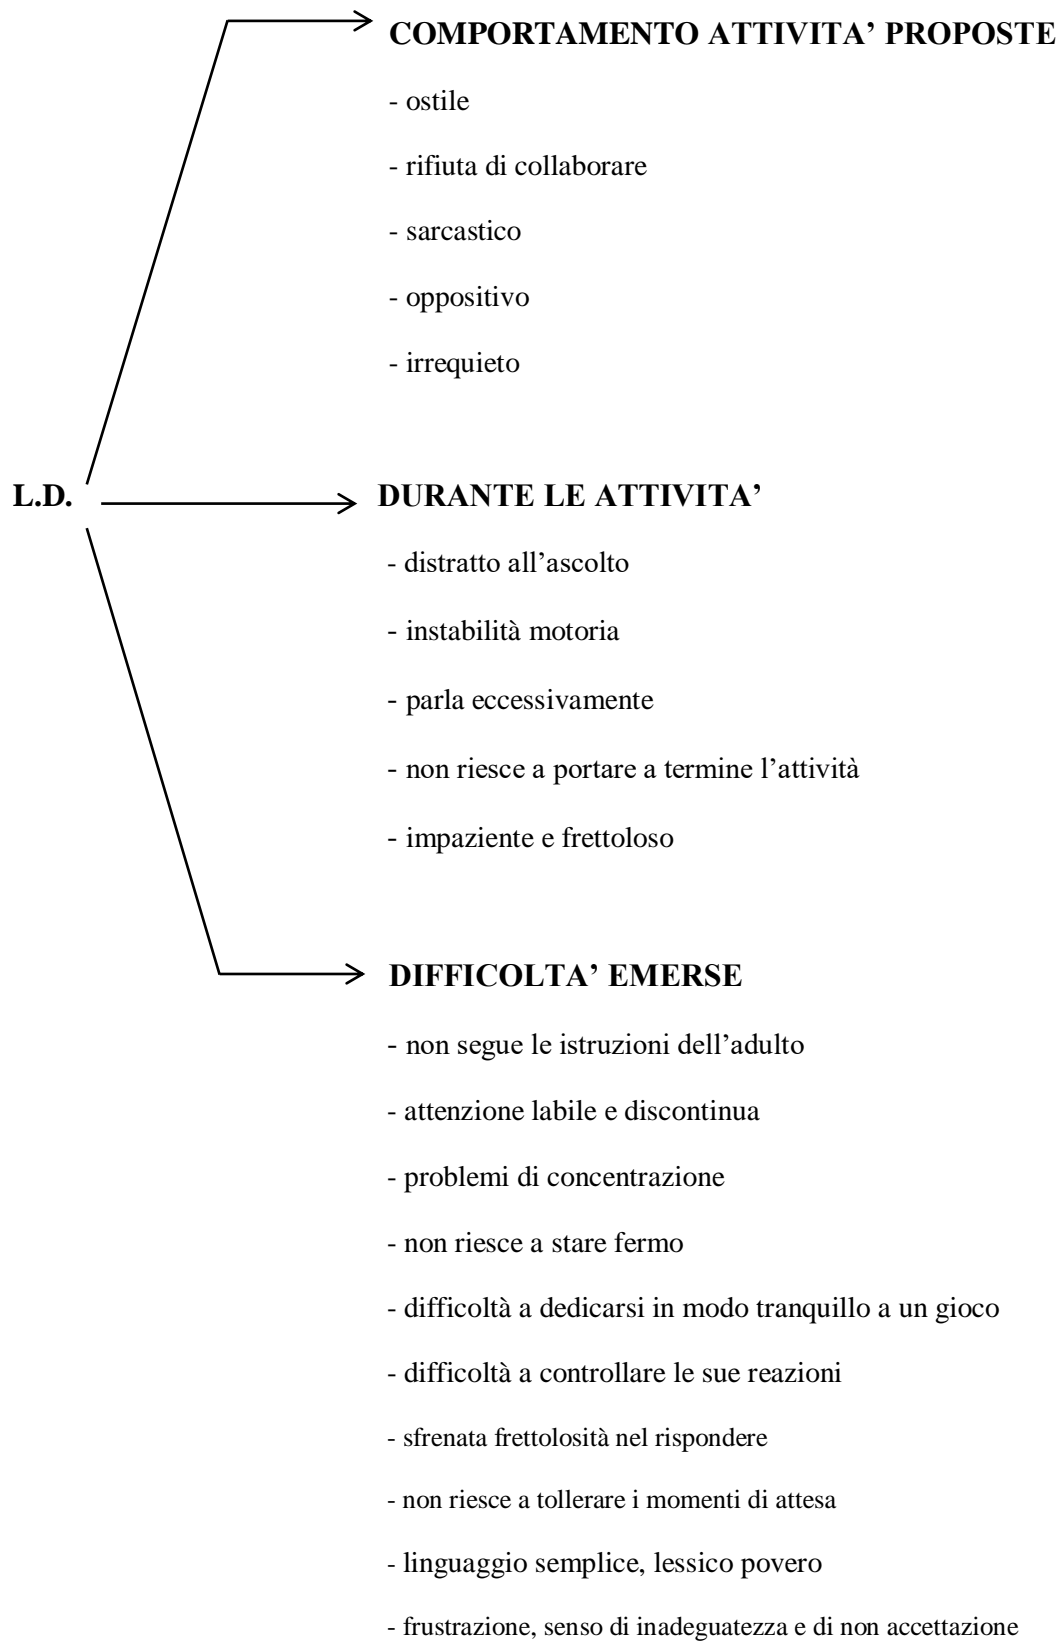 COMPORTAMENTO ATTIVITA’ PROPOSTE
- ostile
- rifiuta di collaborare
- sarcastico
- oppositivo
- irrequieto
L.D.
DURANTE LE ATTIVITA’
- distratto all’ascolto
- instabilità motoria
- parla eccessivamente
- non riesce a portare a termine l’attività
- impaziente e frettoloso
DIFFICOLTA’ EMERSE
- non segue le istruzioni dell’adulto
- attenzione labile e discontinua
- problemi di concentrazione
- non riesce a stare fermo
- difficoltà a dedicarsi in modo tranquillo a un gioco
- difficoltà a controllare le sue reazioni
- sfrenata frettolosità nel rispondere
- non riesce a tollerare i momenti di attesa
- linguaggio semplice, lessico povero
- frustrazione, senso di inadeguatezza e di non accettazione